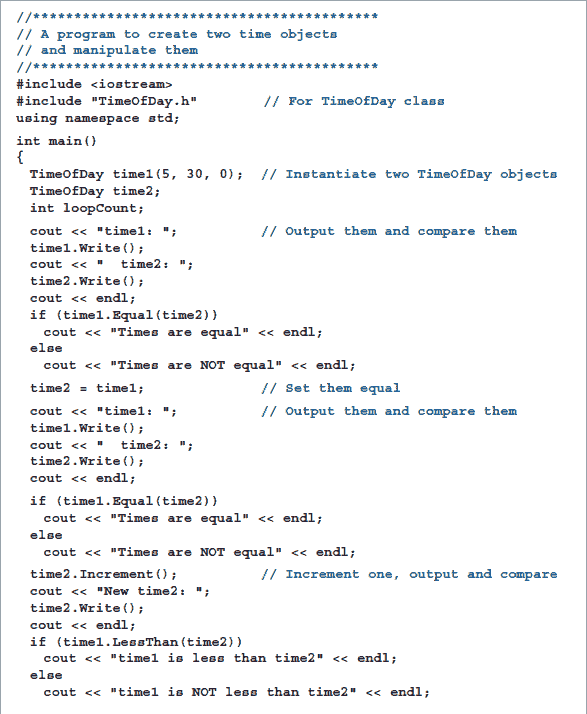 //******************************************
// A program to create two time objects
// and manipulate them
//******************************************
#include <iostream>
#include "TimeOfDay.h"          // For TimeOfDay class
using namespace std;
int main()
{
  TimeOfDay time1(5, 30, 0);  // Instantiate two TimeOfDay objects
  TimeOfDay time2;
  int loopCount;
  cout << "time1: ";          // Output them and compare them
  time1.Write();
  cout << "  time2: ";
  time2.Write();
  cout << endl;
  if (time1.Equal(time2))
    cout << "Times are equal" << endl;
  else
    cout << "Times are NOT equal" << endl;
  time2 = time1;              // Set them equal
  cout << "time1: ";          // Output them and compare them
  time1.Write();
  cout << "  time2: ";
  time2.Write();
  cout << endl;
  if (time1.Equal(time2))
    cout << "Times are equal" << endl;
  else
    cout << "Times are NOT equal" << endl;
  time2.Increment();          // Increment one, output and compare
  cout << "New time2: ";
  time2.Write();
  cout << endl;
  if (time1.LessThan(time2))
    cout << "time1 is less than time2" << endl;
  else
    cout << "time1 is NOT less than time2" << endl;